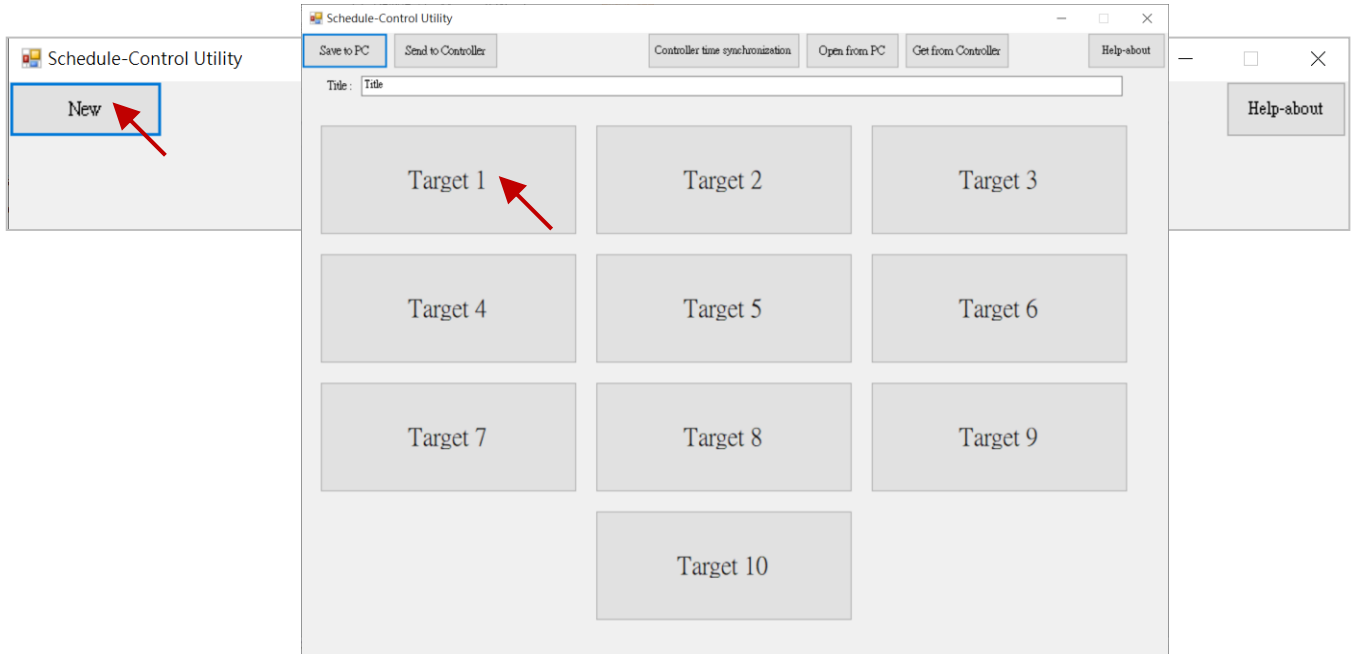 Schedule-Control Utility
New
Help-about
Schedule-Control Utility
Save to PC Send to Controller Controller time synchronization Open from PC Get from Controller Help-about
Title : Title
Target 1 Target 2 Target 3
Target 4 Target 5 Target 6
Target 7 Target 8 Target 9
Target 10